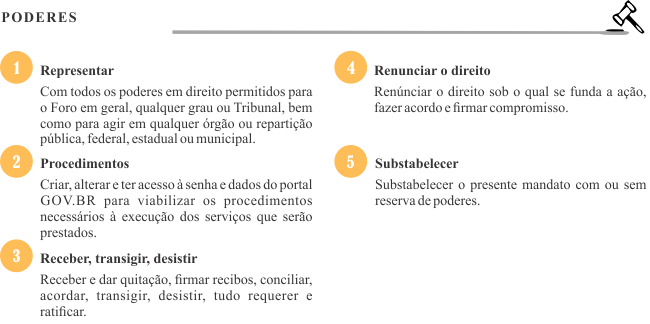 PODERES
1
Representar
Com todos os poderes em direito permitidos para
o Foro em geral, qualquer grau ou Tribunal, bem
como para agir em qualquer órgão ou repartição
pública, federal, estadual ou municipal.
2
Procedimentos
Criar, alterar e ter acesso à senha e dados do portal
GOV.BR para viabilizar os procedimentos
necessários à execução dos serviços que serão
prestados.
3
Receber, transigir, desistir
Receber e dar quitação, firmar recibos, conciliar,
acordar, transigir, desistir, tudo requerer e
ratificar.
4
Renunciar o direito
Renúnciar o direito sob o qual se funda a ação,
fazer acordo e firmar compromisso.
5
Substabelecer
Substabelecer o presente mandato com ou sem
reserva de poderes.